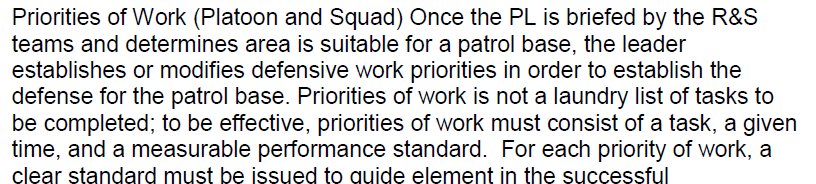 Priorities of Work (Platoon and Squad) Once the PL is briefed by the R&S
teams and determines area is suitable for a patrol base, the leader
establishes or modifies defensive work priorities in order to establish the
defense for the patrol base. Priorities of work is not a laundry list of tasks to
be completed; to be effective, priorities of work must consist of a task, a given
time, and a measurable performance standard.  For each priority of work, a
clear standard must be issued to guide element in the successful